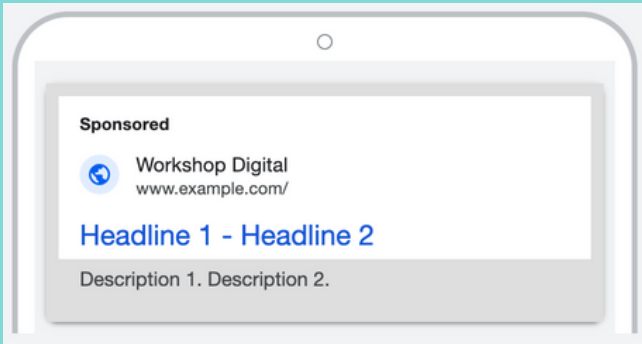 Sponsored
Workshop Digital
www.example.com/
Headline 1 - Headline 2
Description 1. Description 2.